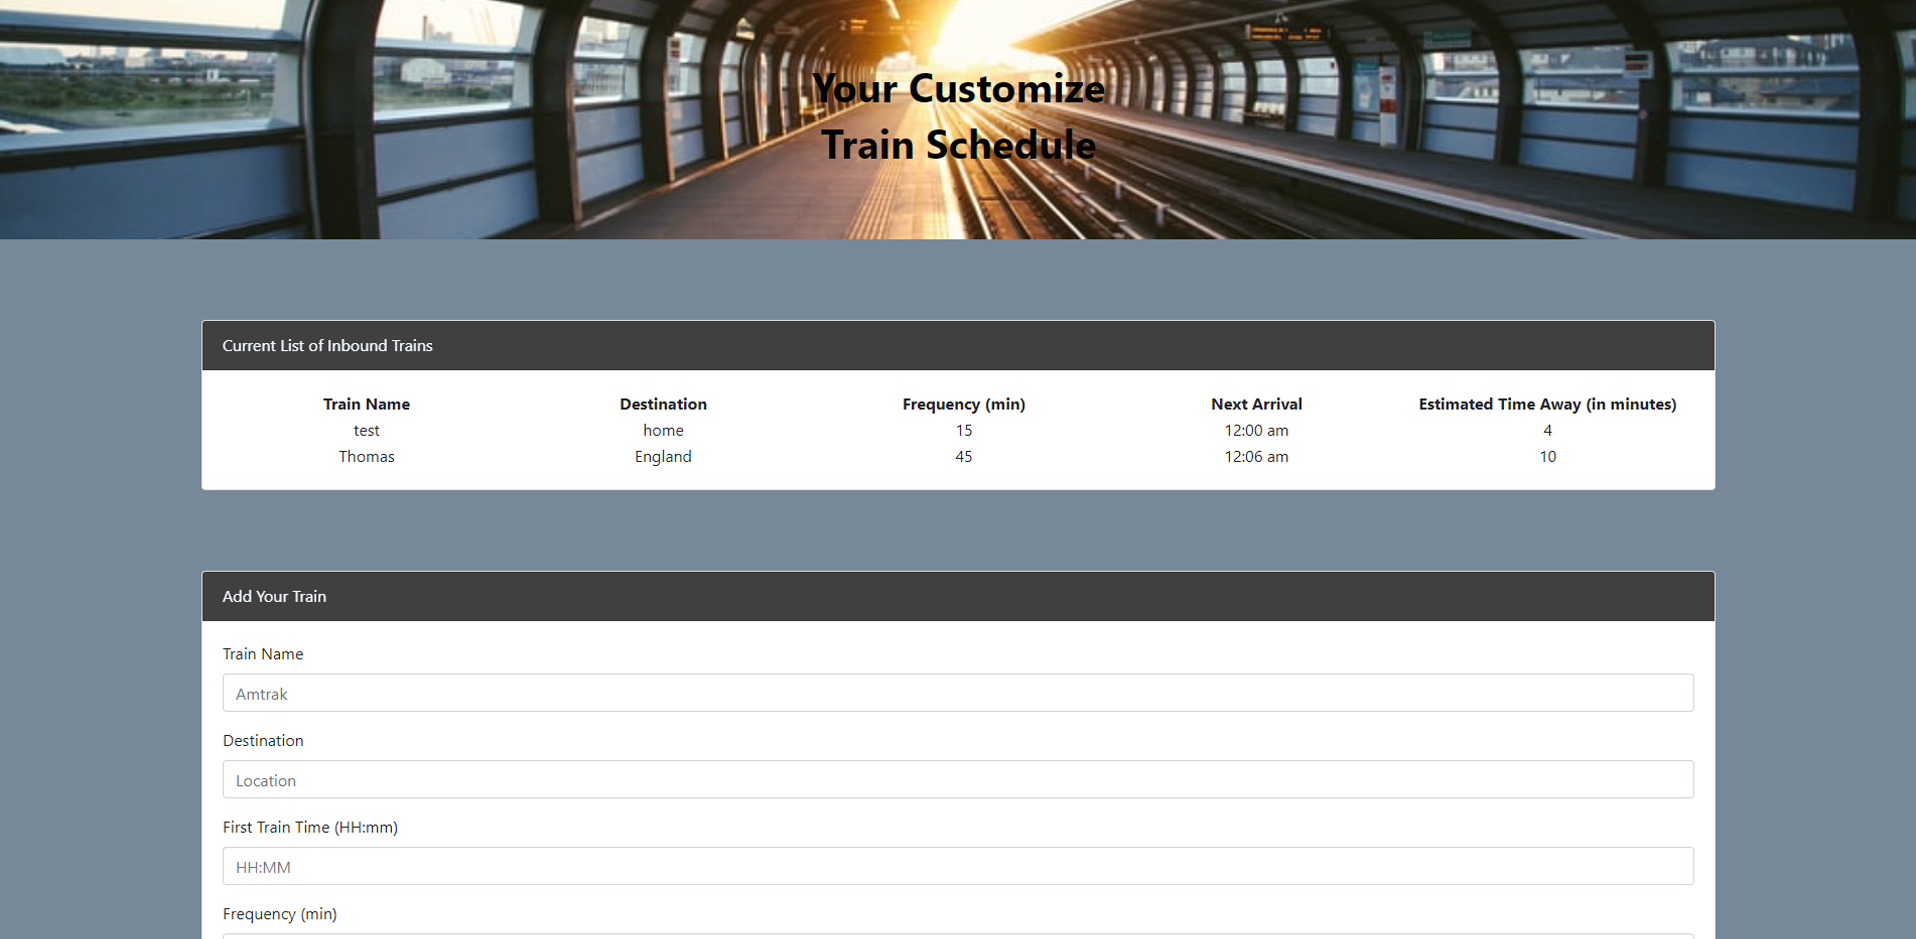 Your Customize
Train Schedule
Current List of Inbound Trains
Train Name Destination Frequency (min) Next Arrival Estimated Time Away (in minutes)
test home 15 12:00 am 4
Thomas England 45 12:06 am 10
Add Your Train
Train Name
Amtrak
Destination
Location
First Train Time (HH:mm)
HH:MM
Frequency (min)